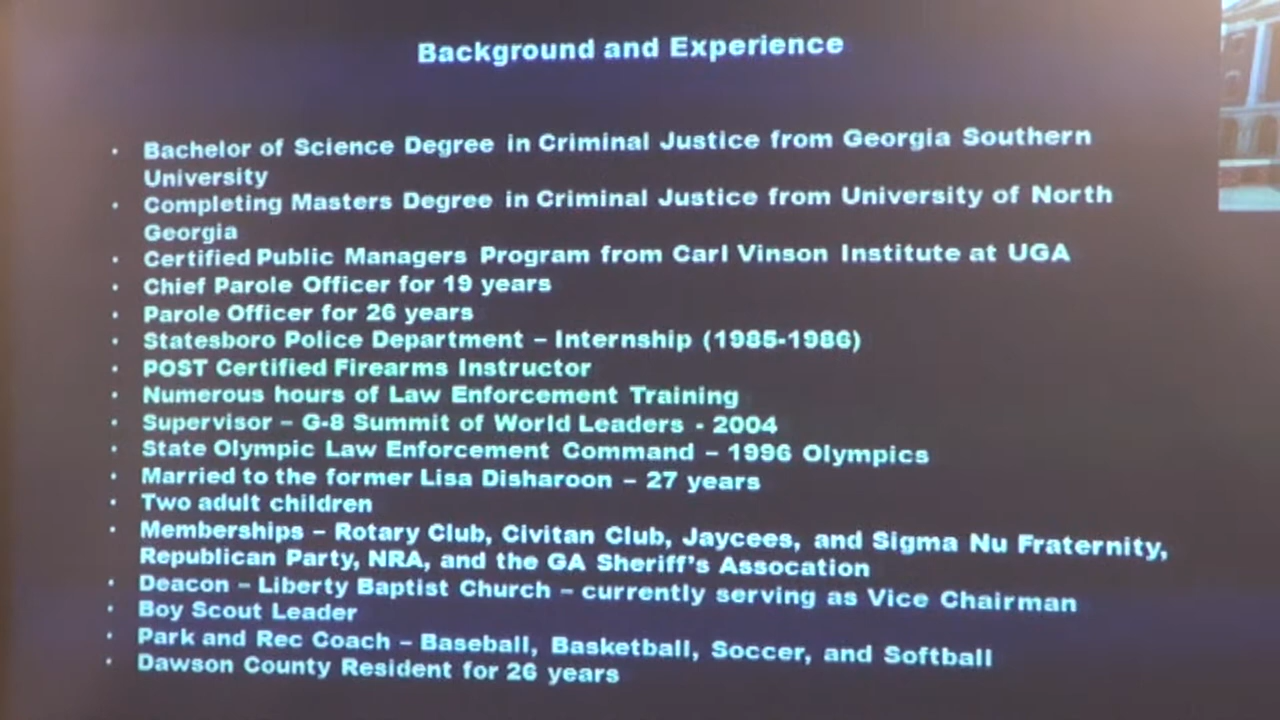 Background and Experience
· Bachelor of Science Degree in Criminal Justice from Georgia Southern
University
· Completing Masters Degree in Criminal Justice from University of North
Georgia
· Certified Public Managers Program from Carl Vinson Institute at UGA
· Chief Parole Officer for 19 years
· Parole Officer for 26 years
· Statesboro Police Department – Internship (1985-1986)
· POST Certified Firearms Instructor
· Numerous hours of Law Enforcement Training
· Supervisor – G-8 Summit of World Leaders - 2004
· State Olympic Law Enforcement Command – 1996 Olympics
· Married to the former Lisa Disharoon – 27 years
· Two adult children
· Memberships – Rotary Club, Civitan Club, Jaycees, and Sigma Nu Fraternity,
Republican Party, NRA, and the GA Sheriff's Assocation
· Deacon – Liberty Baptist Church – currently serving as Vice Chairman
· Boy Scout Leader
· Park and Rec Coach – Baseball, Basketball, Soccer, and Softball
· Dawson County Resident for 26 years